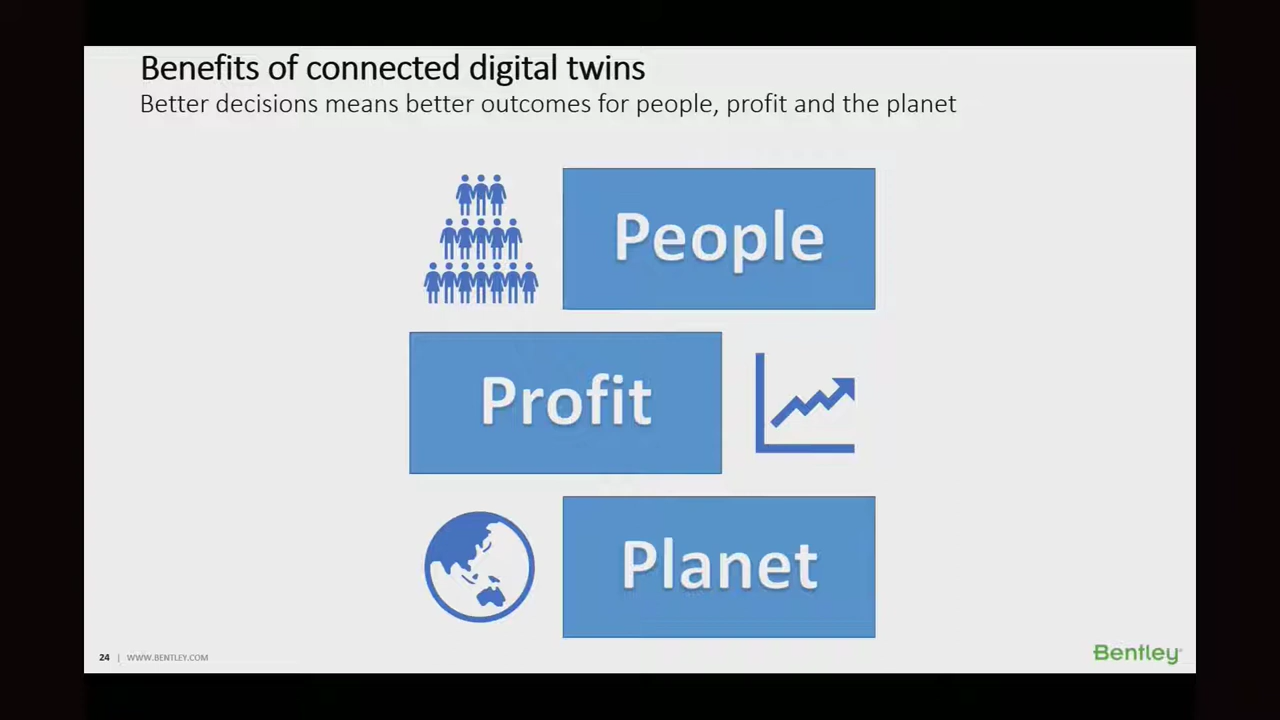 Benefits of connected digital twins
Better decisions means better outcomes for people, profit and the planet
People
Profit
Planet
24 | WWW.BENTLEY.COM
Bentley